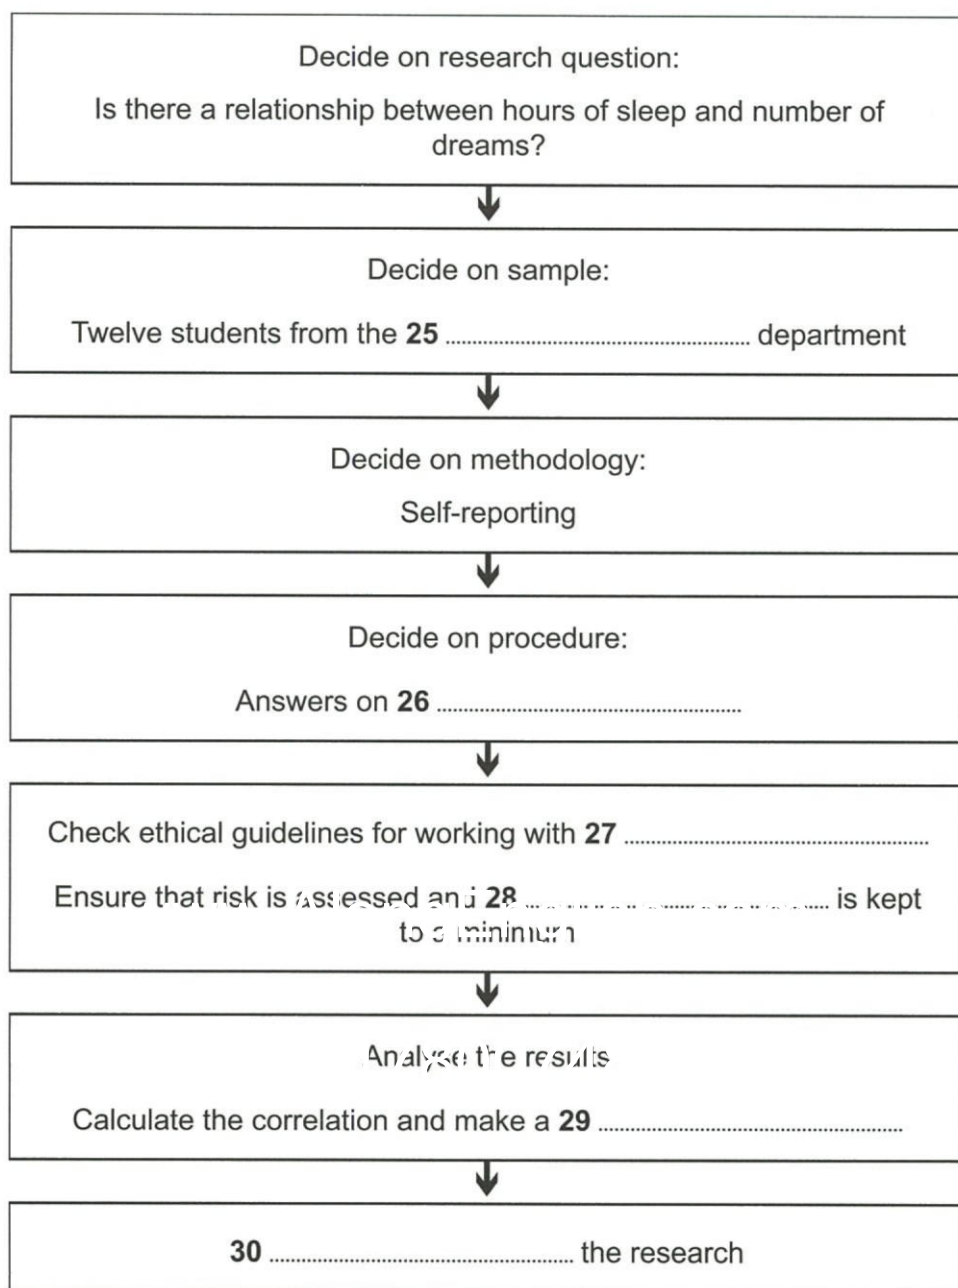 Decide on research question:
Is there a relationship between hours of sleep and number of
dreams?
Decide on sample:
Twelve students from the 25 ........................ department
Decide on methodology:
Self-reporting
Decide on procedure:
Answers on 26 ........................
Check ethical guidelines for working with 27 ........................
Ensure that risk is assessed and 28 ........................ is kept
to a minimum
Analyse the results
Calculate the correlation and make a 29 ........................
30 ........................ the research